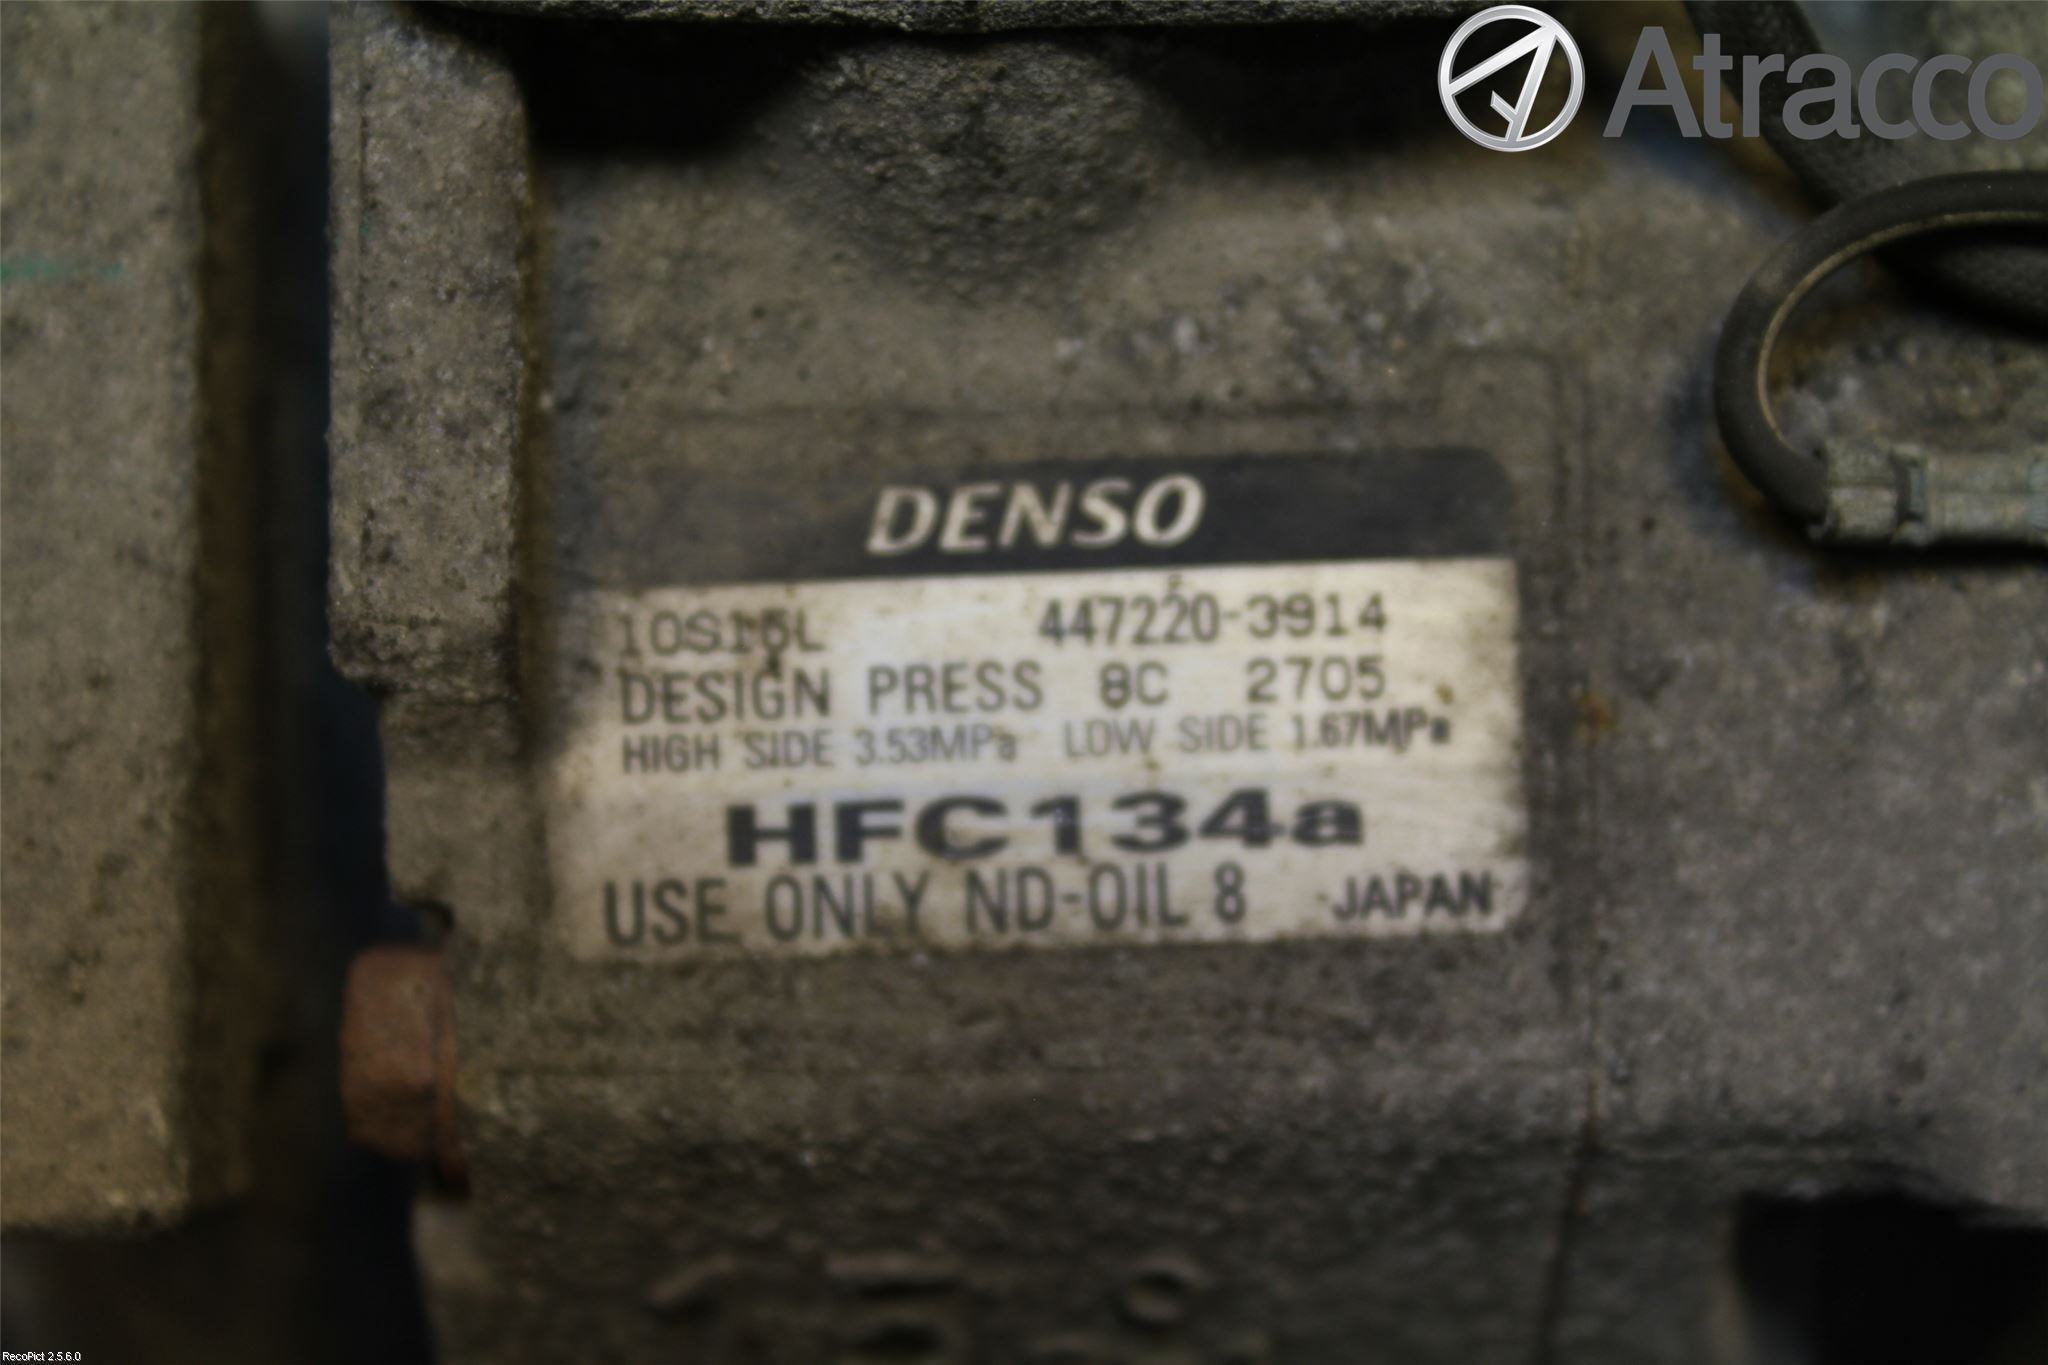 Atracco
DENSO
10S15L 447220-3914
DESIGN PRESS 8C 2705
HIGH SIDE 3.53MPa LOW SIDE 1.67MPa
HFC134a
USE ONLY ND-OIL 8 JAPAN
RecoPict 2.5.6.0